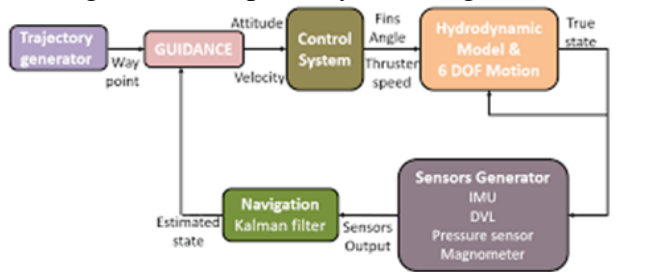 Trajectory
generator
Way
point
GUIDANCE
Attitude
Velocity
Control
System
Fins
Angle
Thruster
speed
Hydrodynamic
Model &
6 DOF Motion
True
state
Sensors Generator
IMU
DVL
Pressure sensor
Magnometer
Sensors
Output
Navigation
Kalman filter
Estimated
state